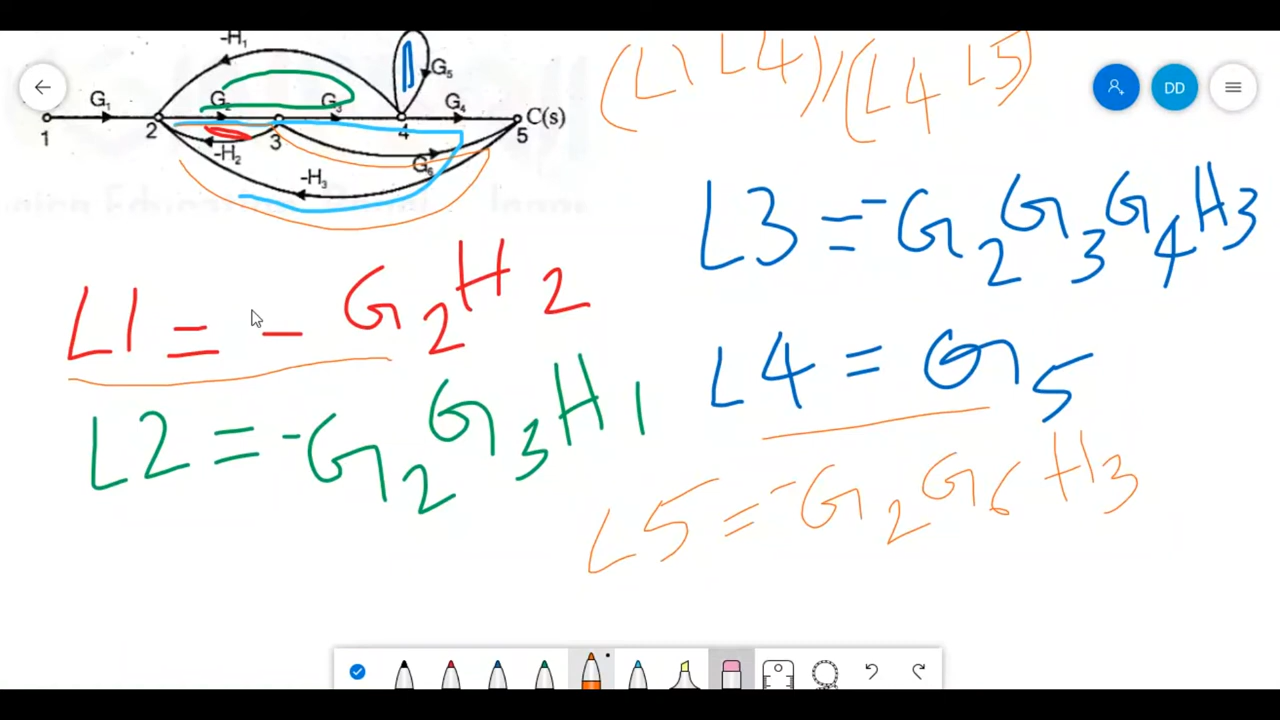 -H1
G5
(L1 L4) / (L4 L5)
G1 G2 G3 G4 C(s)
1 2 3 4 5
-H2 G6
-H3
L3 = -G2G3G4H3
L1 = - G2H2
L4 = G5
L2 = -G2G3H1
L5 = -G2G6H3
DD